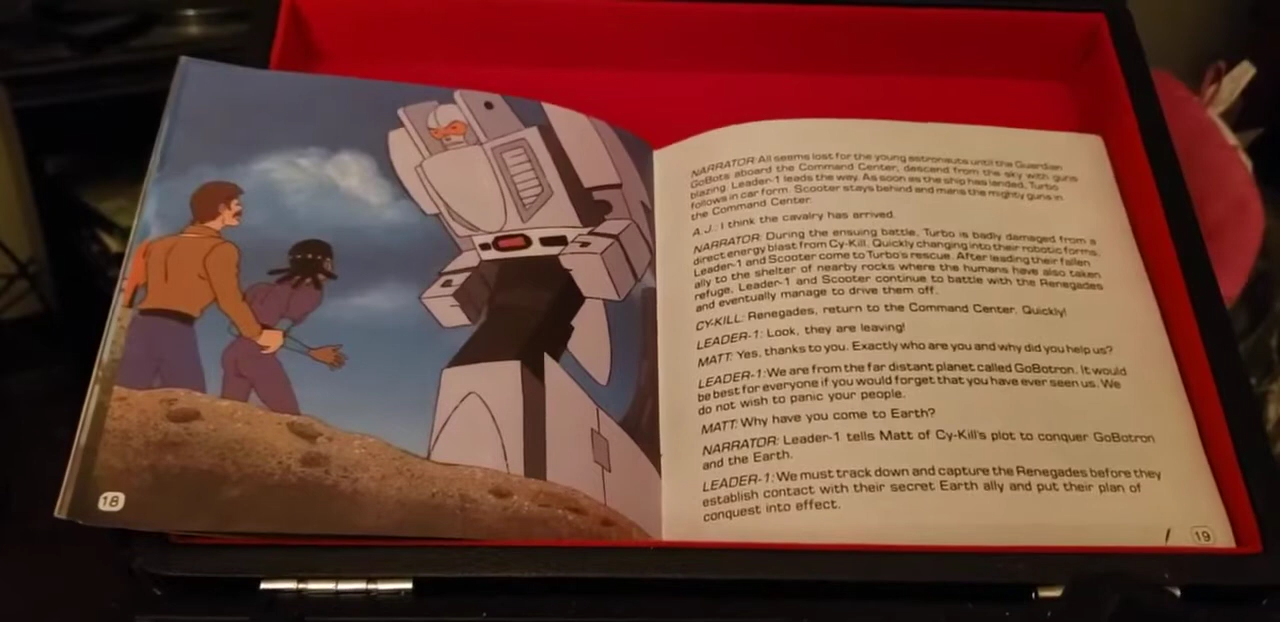 18
NARRATOR: All seems lost for the young astronauts until the Guardian
GoBots aboard the Command Center, descend from the sky with guns
blazing. Leader-1 leads the way. As soon as the ship has landed, Turbo
follows in car form. Scooter stays behind and mans the mighty guns in
the Command Center.
A.J.: I think the cavalry has arrived.
NARRATOR: During the ensuing battle, Turbo is badly damaged from a
direct energy blast from Cy-Kill. Quickly changing into their robotic forms,
Leader-1 and Scooter come to Turbo's rescue. After leading their fallen
ally to the shelter of nearby rocks where the humans have also taken
refuge, Leader-1 and Scooter continue to battle with the Renegades
and eventually manage to drive them off.
CY-KILL: Renegades, return to the Command Center. Quickly!
LEADER-1: Look, they are leaving!
MATT: Yes, thanks to you. Exactly who are you and why did you help us?
LEADER-1: We are from the far distant planet called GoBotron. It would
be best for everyone if you would forget that you have ever seen us. We
do not wish to panic your people.
MATT: Why have you come to Earth?
NARRATOR: Leader-1 tells Matt of Cy-Kill's plot to conquer GoBotron
and the Earth.
LEADER-1: We must track down and capture the Renegades before they
establish contact with their secret Earth ally and put their plan of
conquest into effect.
19